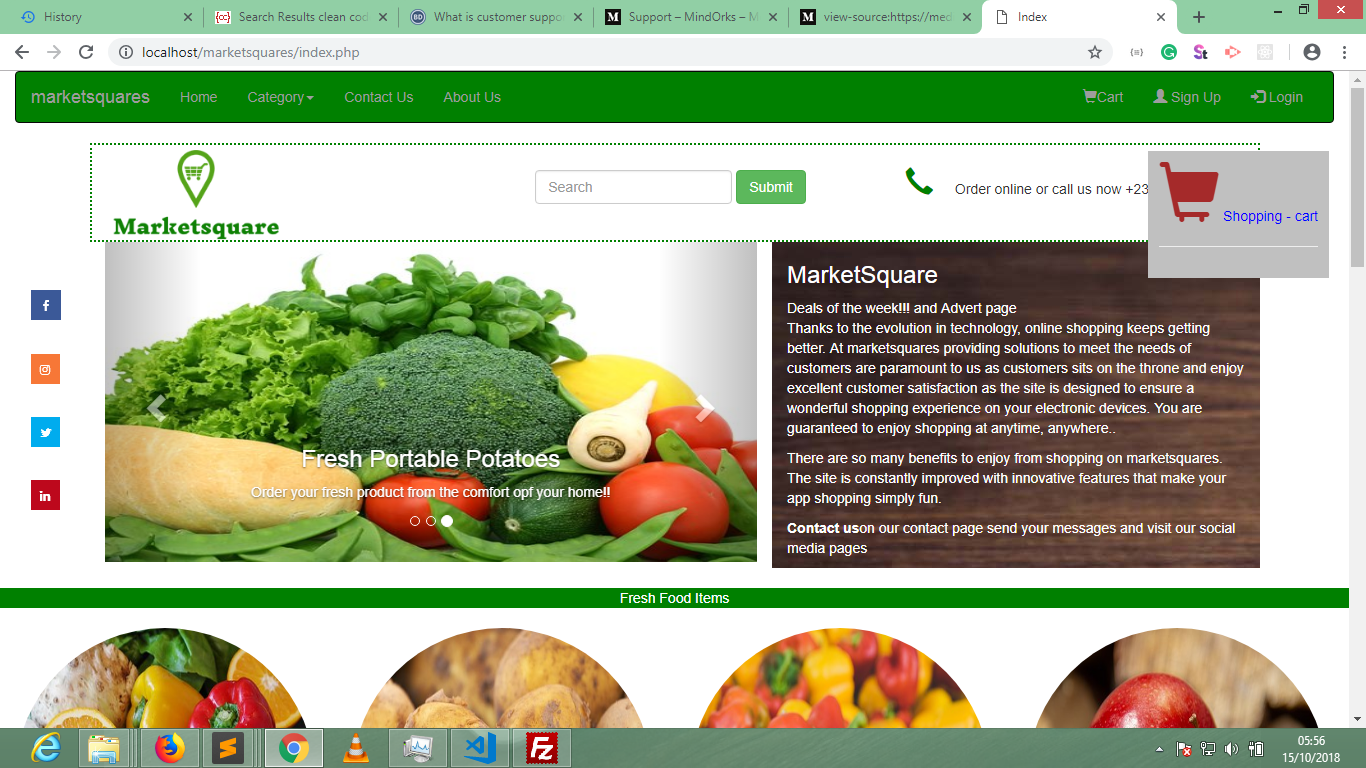 History
Search Results clean cod
What is customer suppo
Support – MindOrks – M
view-source:https://med
Index
localhost/marketsquares/index.php
marketsquares Home Category Contact Us About Us Cart Sign Up Login
Marketsquare
Search Submit
Order online or call us now +23
Shopping - cart
Fresh Portable Potatoes
Order your fresh product from the comfort opf your home!!
MarketSquare
Deals of the week!!! and Advert page
Thanks to the evolution in technology, online shopping keeps getting
better. At marketsquares providing solutions to meet the needs of
customers are paramount to us as customers sits on the throne and enjoy
excellent customer satisfaction as the site is designed to ensure a
wonderful shopping experience on your electronic devices. You are
guaranteed to enjoy shopping at anytime, anywhere..
There are so many benefits to enjoy from shopping on marketsquares.
The site is constantly improved with innovative features that make your
app shopping simply fun.
Contact uson our contact page send your messages and visit our social
media pages
Fresh Food Items
05:56
15/10/2018